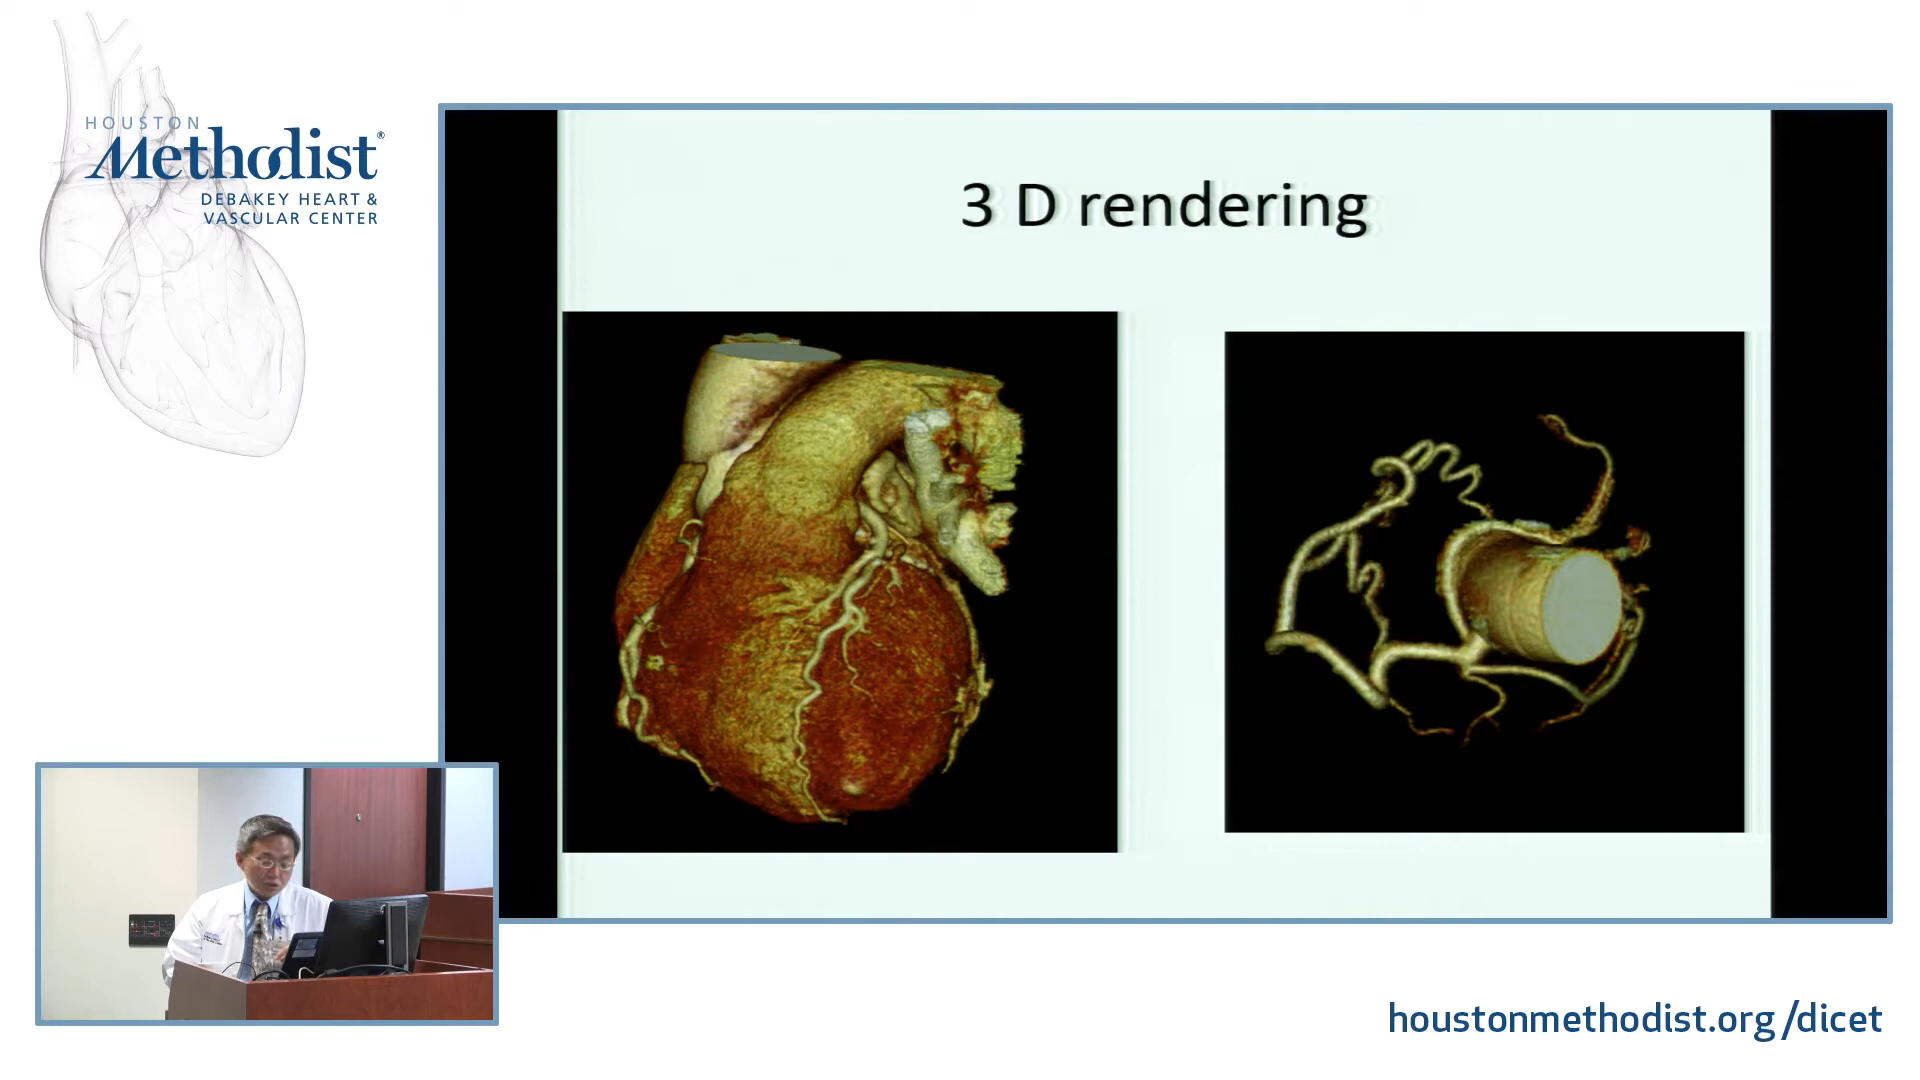 HOUSTON
Methodist®
DEBAKEY HEART &
VASCULAR CENTER
3 D rendering
houstonmethodist.org/dicet